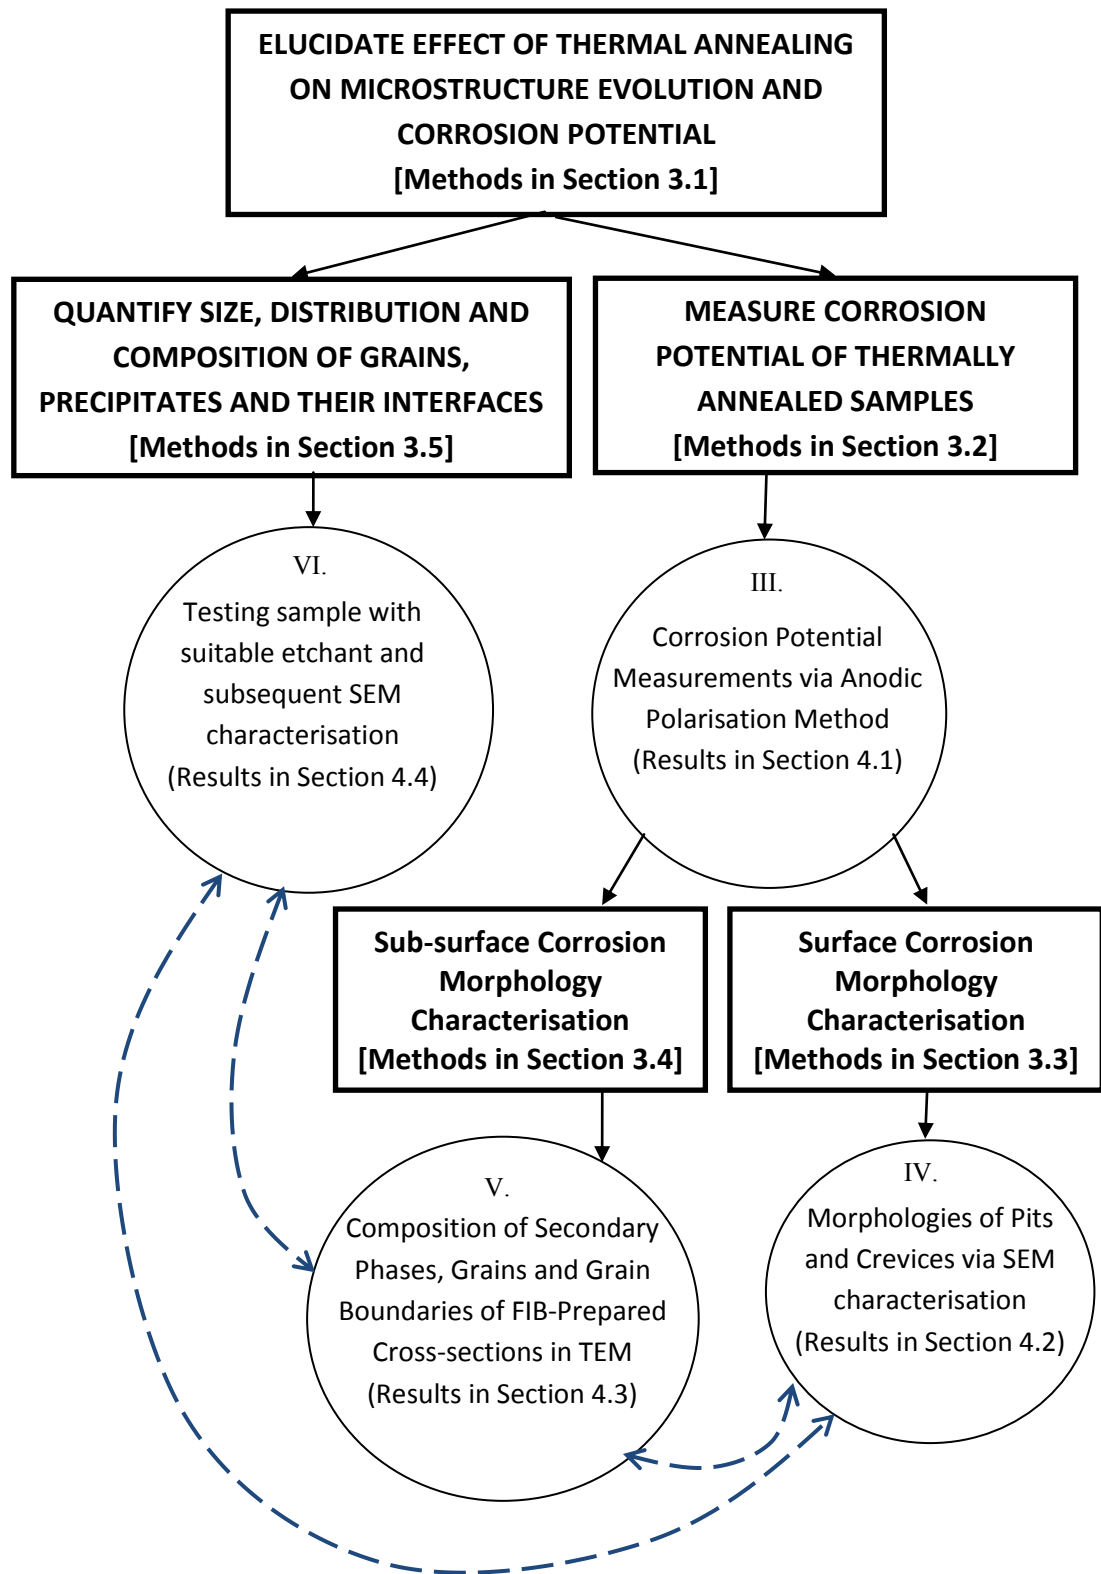 ELUCIDATE EFFECT OF THERMAL ANNEALING
ON MICROSTRUCTURE EVOLUTION AND
CORROSION POTENTIAL
[Methods in Section 3.1]
QUANTIFY SIZE, DISTRIBUTION AND
COMPOSITION OF GRAINS,
PRECIPITATES AND THEIR INTERFACES
[Methods in Section 3.5]
MEASURE CORROSION
POTENTIAL OF THERMALLY
ANNEALED SAMPLES
[Methods in Section 3.2]
VI.
Testing sample with
suitable etchant and
subsequent SEM
characterisation
(Results in Section 4.4)
III.
Corrosion Potential
Measurements via Anodic
Polarisation Method
(Results in Section 4.1)
Sub-surface Corrosion
Morphology
Characterisation
[Methods in Section 3.4]
Surface Corrosion
Morphology
Characterisation
[Methods in Section 3.3]
V.
Composition of Secondary
Phases, Grains and Grain
Boundaries of FIB-Prepared
Cross-sections in TEM
(Results in Section 4.3)
IV.
Morphologies of Pits
and Crevices via SEM
characterisation
(Results in Section 4.2)